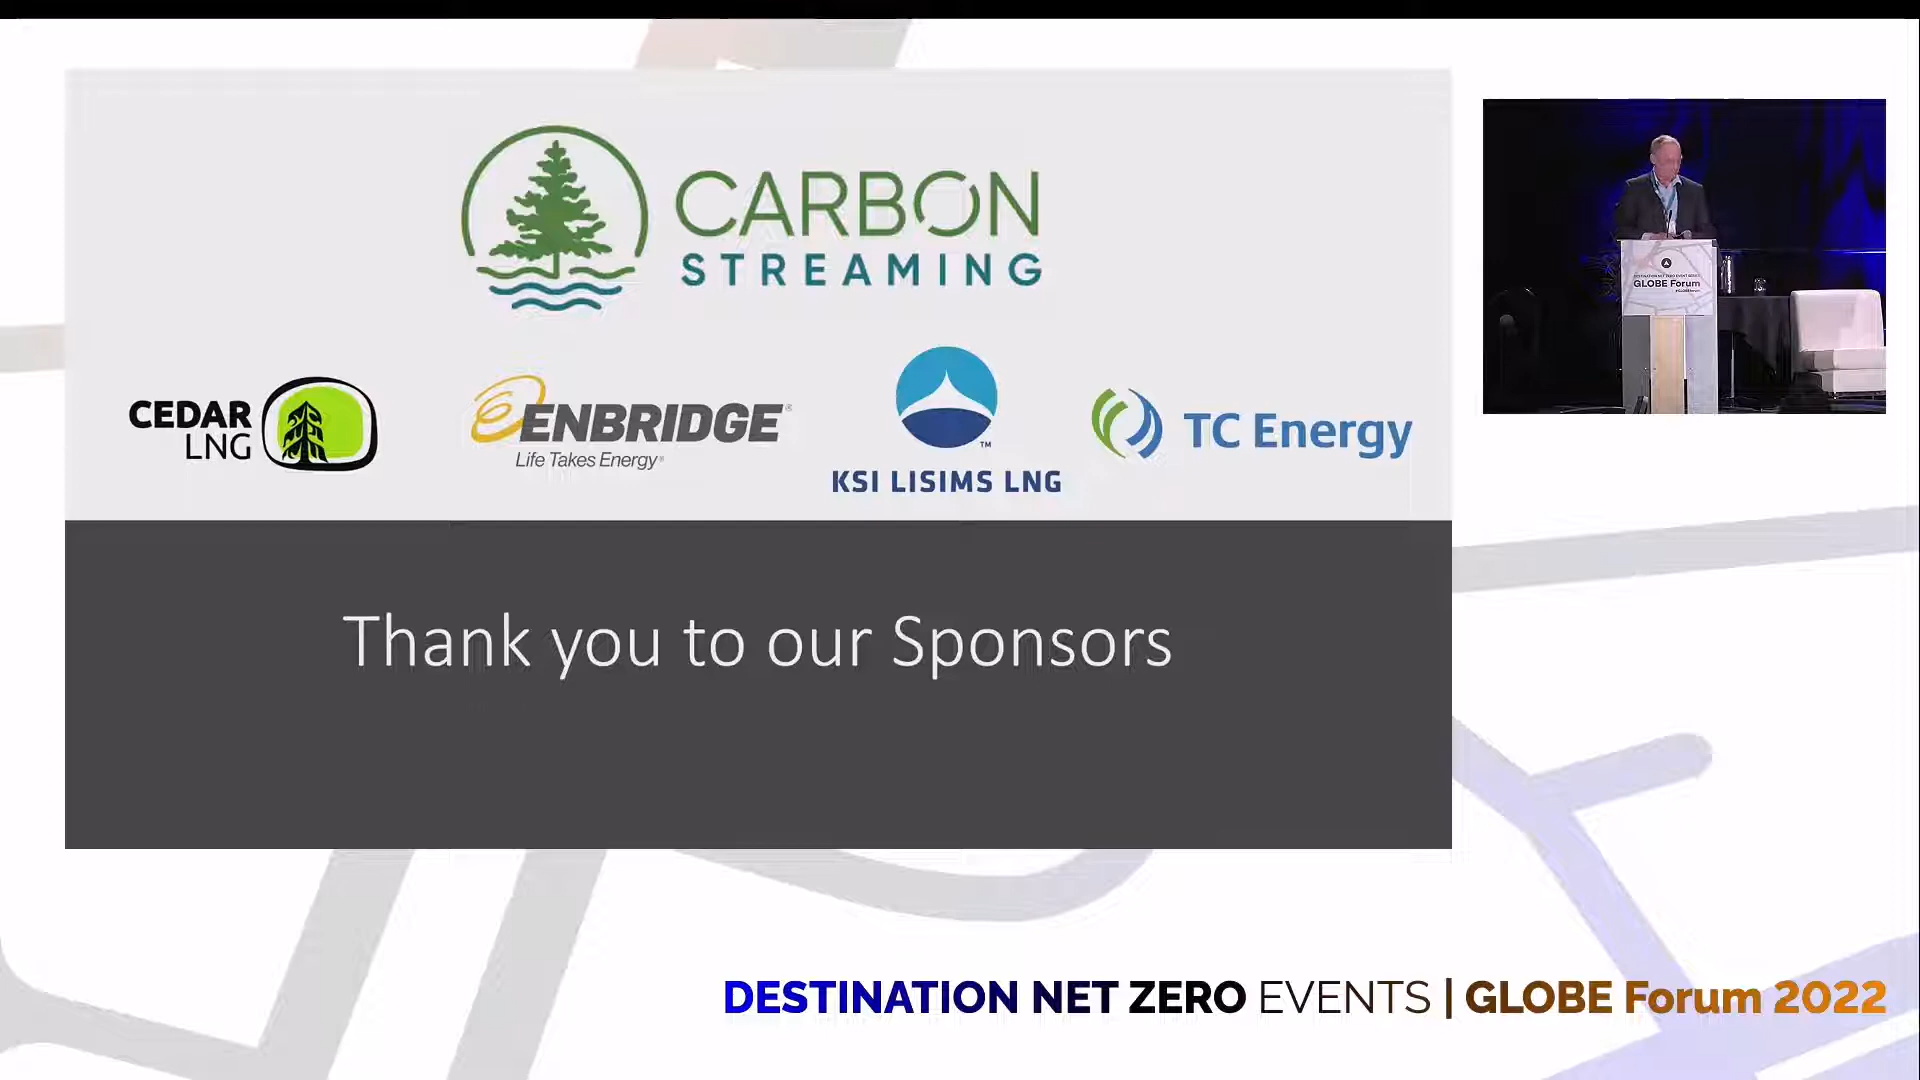 CARBON
STREAMING
CEDAR
LNG
ENBRIDGE®
Life Takes Energy®
™
KSI LISIMS LNG
TC Energy
Thank you to our Sponsors
GLOBE Forum
DESTINATION NET ZERO EVENTS | GLOBE Forum 2022